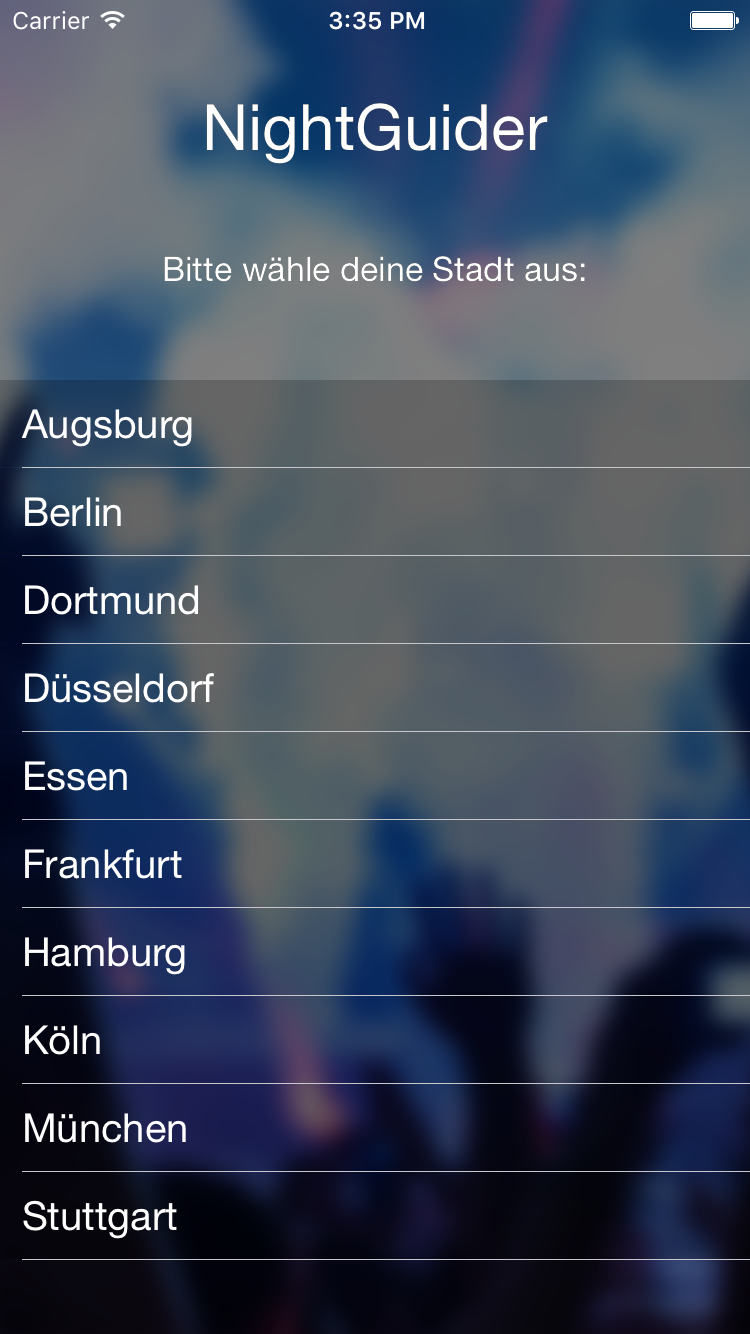 Carrier 3:35 PM
NightGuider
Bitte wähle deine Stadt aus:
Augsburg
Berlin
Dortmund
Düsseldorf
Essen
Frankfurt
Hamburg
Köln
München
Stuttgart